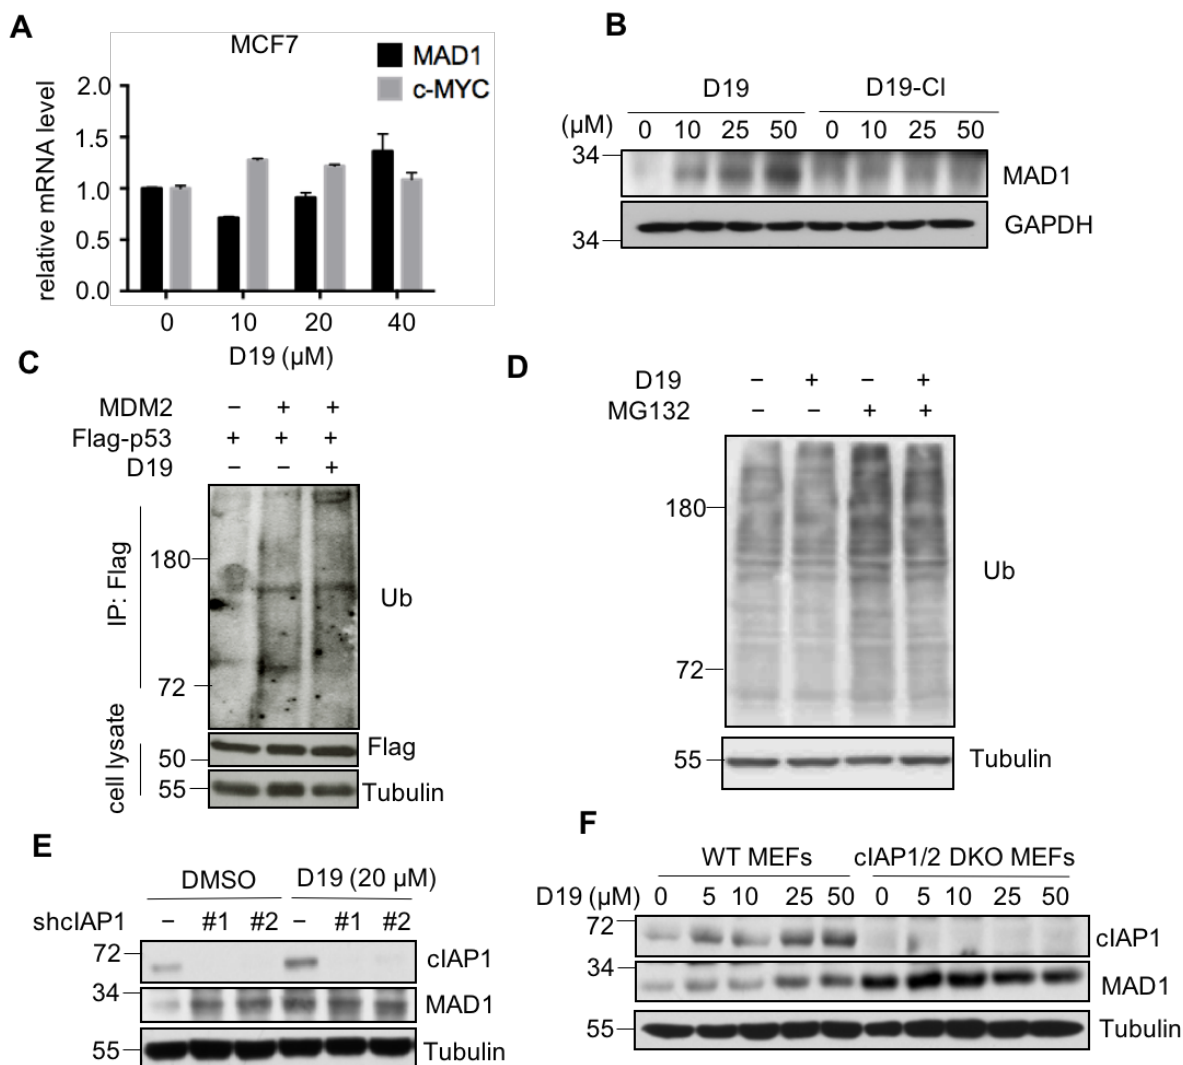 A
MCF7
MAD1
c-MYC
relative mRNA level
2.0
1.5
1.0
0.5
0.0
0 10 20 40
D19 (µM)
B
D19 D19-Cl
(µM) 0 10 25 50 0 10 25 50
34
MAD1
34
GAPDH
C
MDM2 − + +
Flag-p53 + + +
D19 − − +
IP: Flag
180
Ub
72
cell lysate
50
Flag
55
Tubulin
D
D19 − + − +
MG132 − − + +
180
Ub
72
55
Tubulin
E
DMSO D19 (20 µM)
shcIAP1 − #1 #2 − #1 #2
72
cIAP1
34
MAD1
55
Tubulin
F
WT MEFs cIAP1/2 DKO MEFs
D19 (µM) 0 5 10 25 50 0 5 10 25 50
72
cIAP1
34
MAD1
55
Tubulin